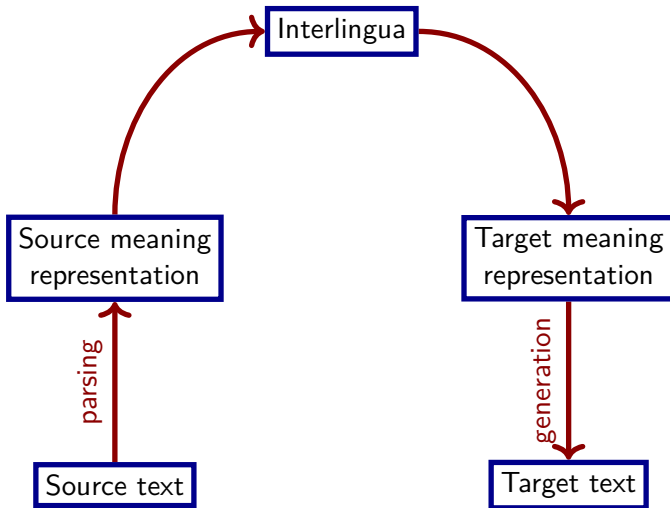 Interlingua
Source meaning
representation
Target meaning
representation
parsing
generation
Source text
Target text